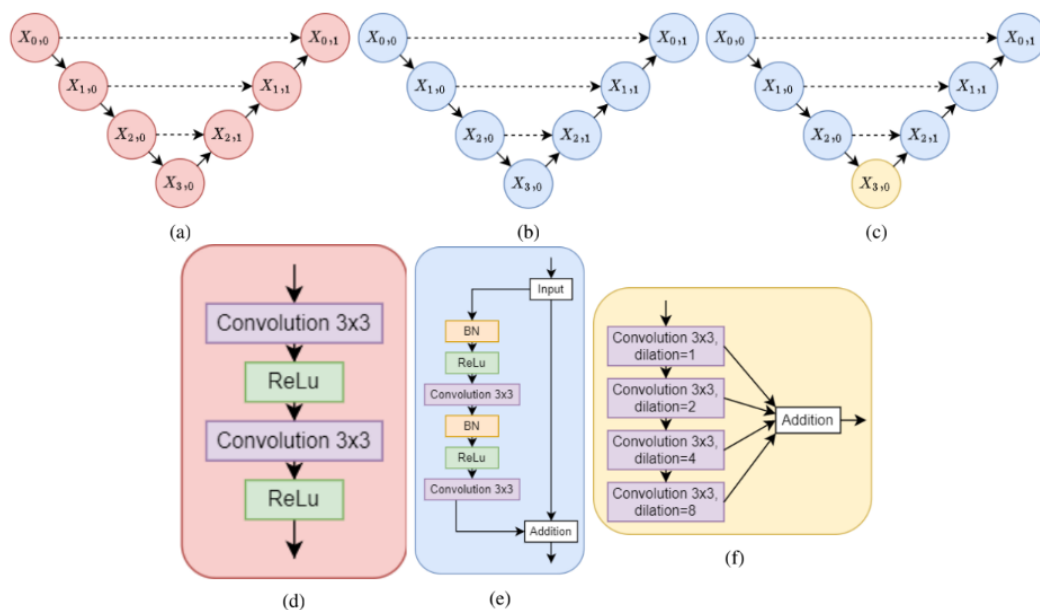 X0,0 X0,1 X0,0 X0,1 X0,0 X0,1
X1,0 X1,1 X1,0 X1,1 X1,0 X1,1
X2,0 X2,1 X2,0 X2,1 X2,0 X2,1
X3,0 X3,0 X3,0
(a) (b) (c)
Convolution 3x3
ReLu
Convolution 3x3
ReLu
(d)
Input
BN
ReLu
Convolution 3x3
BN
ReLu
Convolution 3x3
Addition
(e)
Convolution 3x3,
dilation=1
Convolution 3x3,
dilation=2
Convolution 3x3,
dilation=4
Convolution 3x3,
dilation=8
Addition
(f)